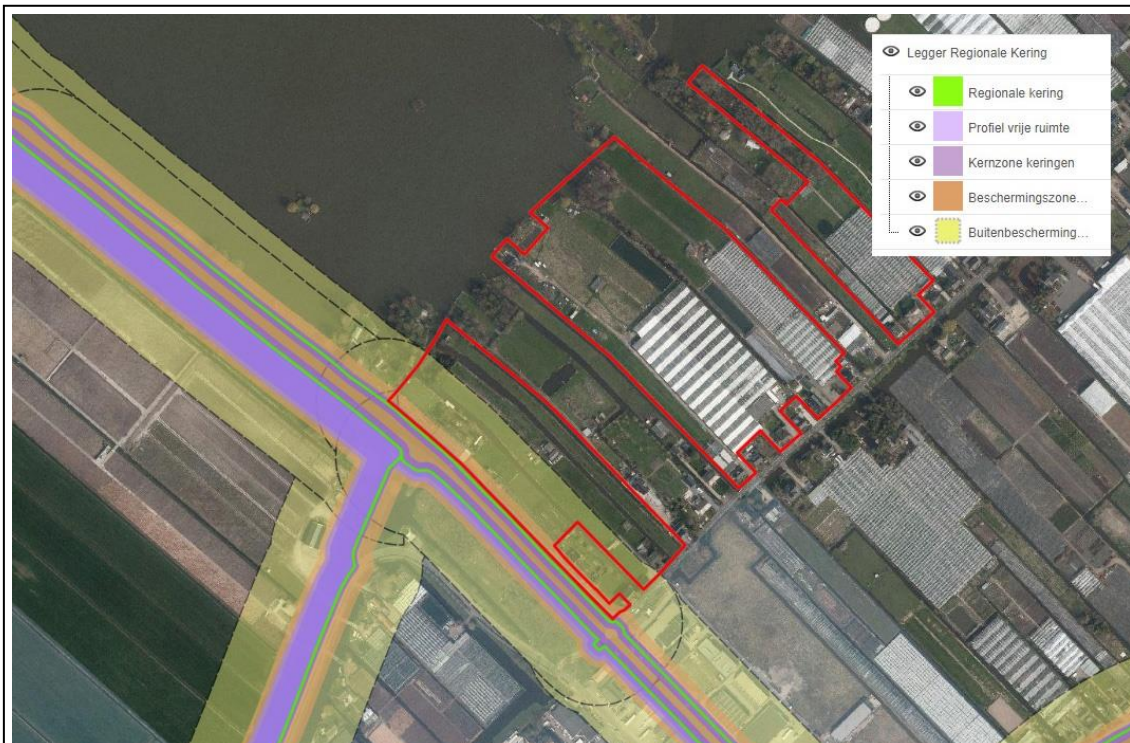 Legger Regionale Kering
Regionale kering
Profiel vrije ruimte
Kernzone keringen
Beschermingszone...
Buitenbescherming...